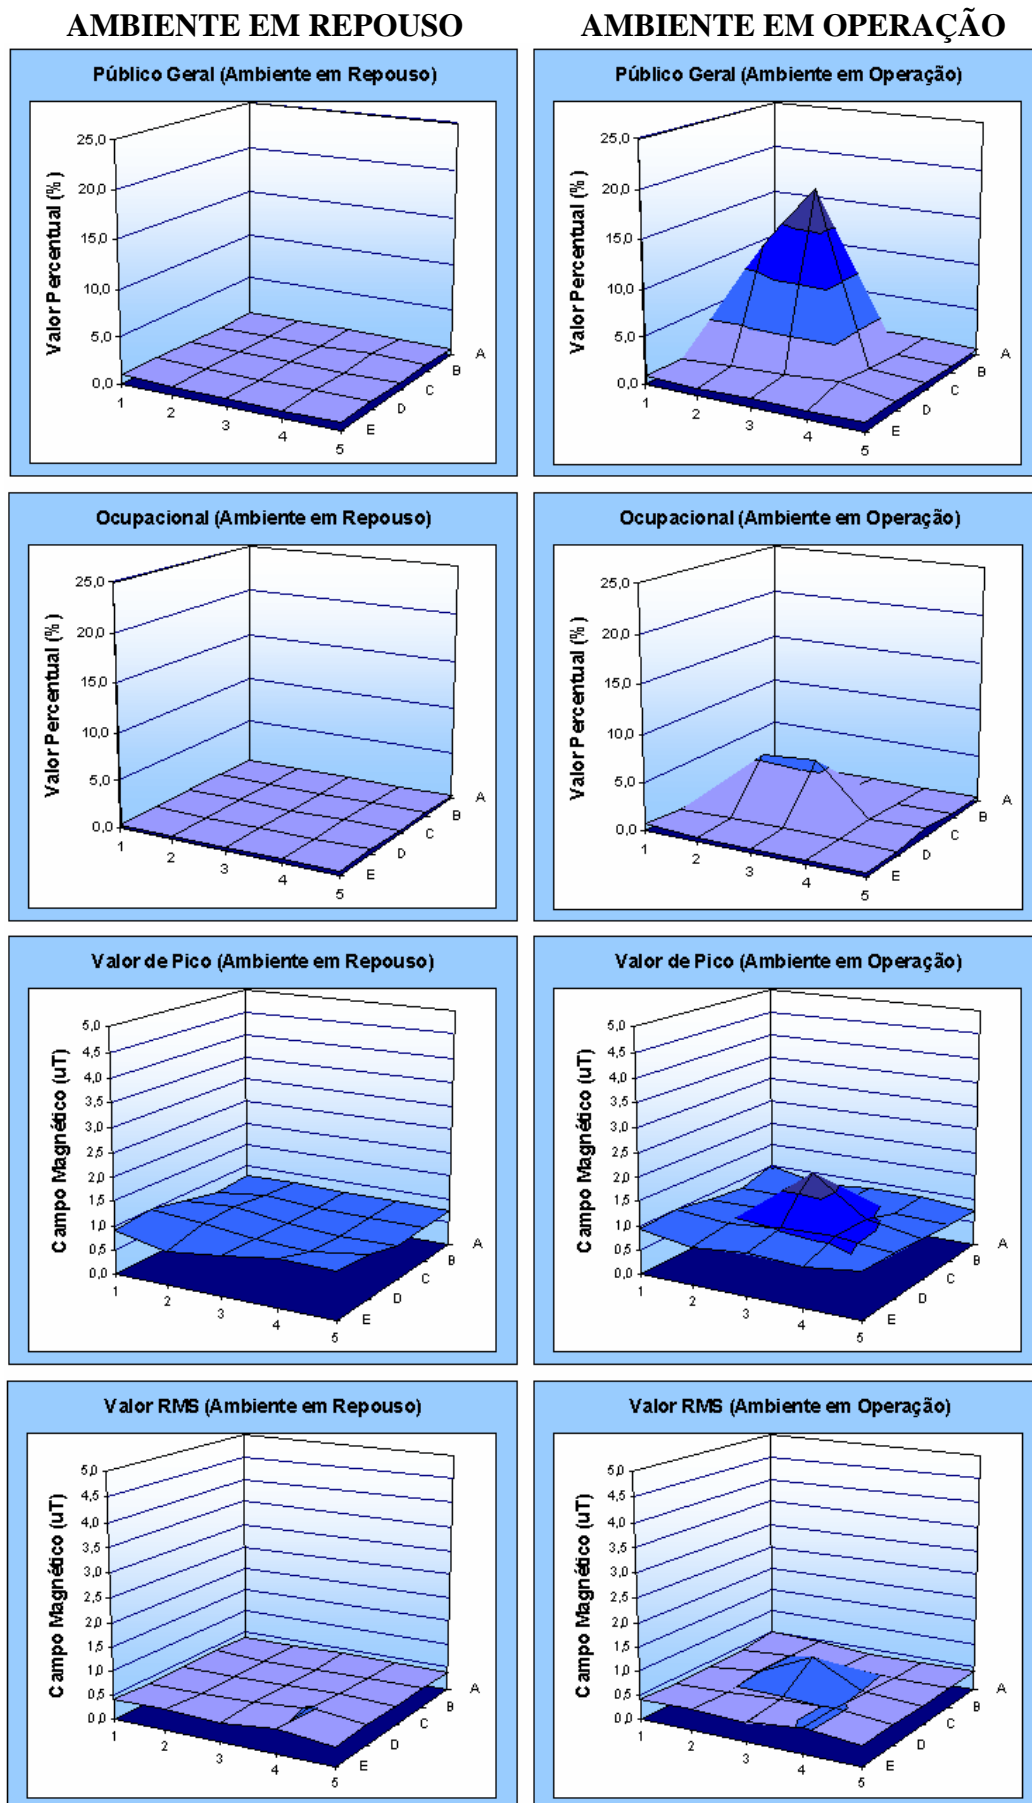 AMBIENTE EM REPOUSO
AMBIENTE EM OPERAÇÃO
Público Geral (Ambiente em Repouso)
Valor Percentual (%)
25,0
20,0
15,0
10,0
5,0
0,0
1
2
3
4
5
E
D
C
B
A
Público Geral (Ambiente em Operação)
Valor Percentual (%)
25,0
20,0
15,0
10,0
5,0
0,0
1
2
3
4
5
E
D
C
B
A
Ocupacional (Ambiente em Repouso)
Valor Percentual (%)
25,0
20,0
15,0
10,0
5,0
0,0
1
2
3
4
5
E
D
C
B
A
Ocupacional (Ambiente em Operação)
Valor Percentual (%)
25,0
20,0
15,0
10,0
5,0
0,0
1
2
3
4
5
E
D
C
B
A
Valor de Pico (Ambiente em Repouso)
Campo Magnético (uT)
5,0
4,5
4,0
3,5
3,0
2,5
2,0
1,5
1,0
0,5
0,0
1
2
3
4
5
E
D
C
B
A
Valor de Pico (Ambiente em Operação)
Campo Magnético (uT)
5,0
4,5
4,0
3,5
3,0
2,5
2,0
1,5
1,0
0,5
0,0
1
2
3
4
5
E
D
C
B
A
Valor RMS (Ambiente em Repouso)
Campo Magnético (uT)
5,0
4,5
4,0
3,5
3,0
2,5
2,0
1,5
1,0
0,5
0,0
1
2
3
4
5
E
D
C
B
A
Valor RMS (Ambiente em Operação)
Campo Magnético (uT)
5,0
4,5
4,0
3,5
3,0
2,5
2,0
1,5
1,0
0,5
0,0
1
2
3
4
5
E
D
C
B
A